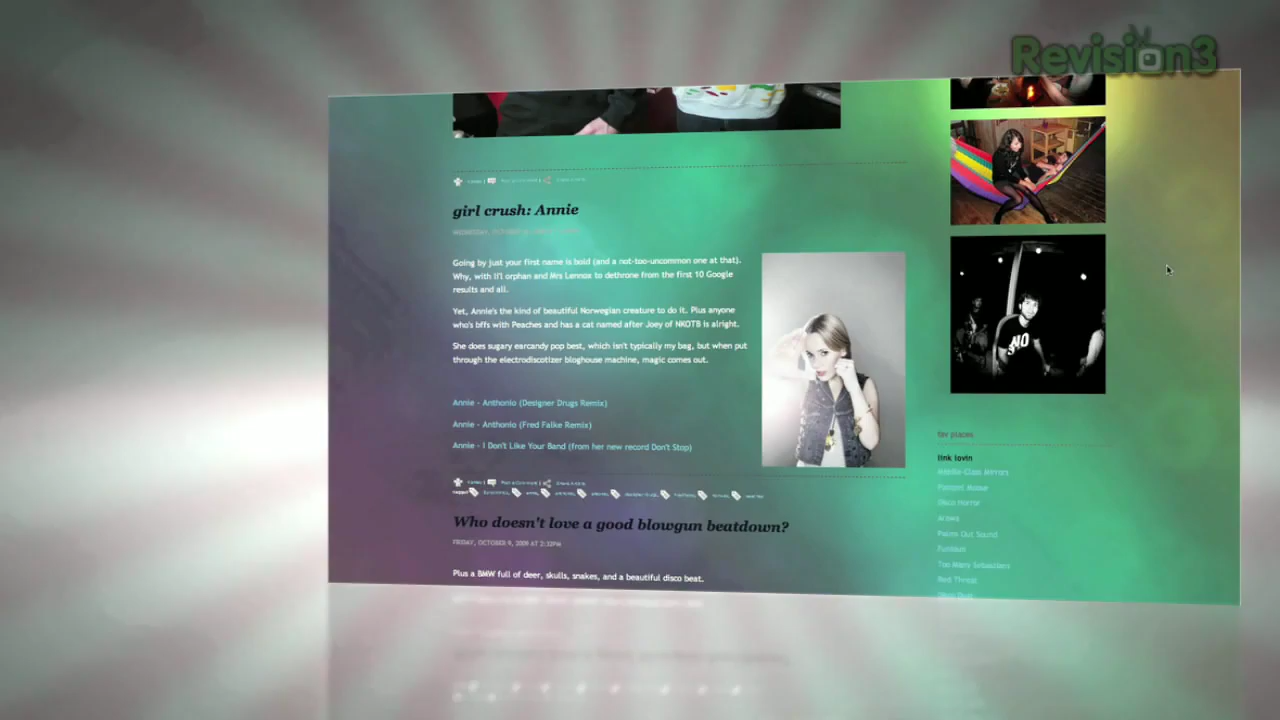 Revision3
girl crush: Annie
WEDNESDAY, OCTOBER
Going by just your first name is bold (and a not-too-uncommon one at that).
Why, with li'l orphan and Mrs Lennox to dethrone from the first 10 Google
results and all.
Yet, Annie's the kind of beautiful Norwegian creature to do it. Plus anyone
who's bffs with Peaches and has a cat named after Joey of NKOTB is alright.
She does sugary earcandy pop best, which isn't typically my bag, but when put
through the electrodiscotizer bloghouse machine, magic comes out.
Annie - Anthonio (Designer Drugs Remix)
Annie - Anthonio (Fred Falke Remix)
Annie - I Don't Like Your Band (from her new record Don't Stop)
Who doesn't love a good blowgun beatdown?
FRIDAY, OCTOBER 9, 2009 AT 2:32PM
Plus a BMW full of deer, skulls, snakes, and a beautiful disco beat.
fav places
link lovin
Middle-Class Mirrors
Disco Horror
Palms Out Sound
Too Many Sebastians
Red Threat